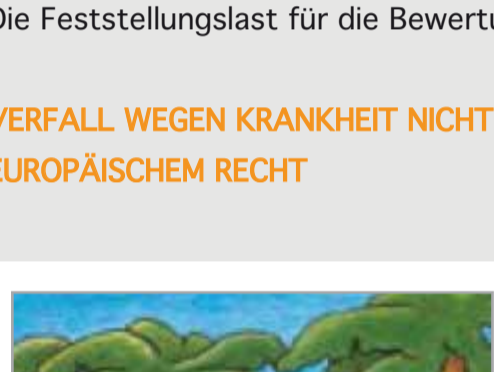 Die Feststellungslast für die Bewertu
VERFALL WEGEN KRANKHEIT NICHT
EUROPÄISCHEM RECHT